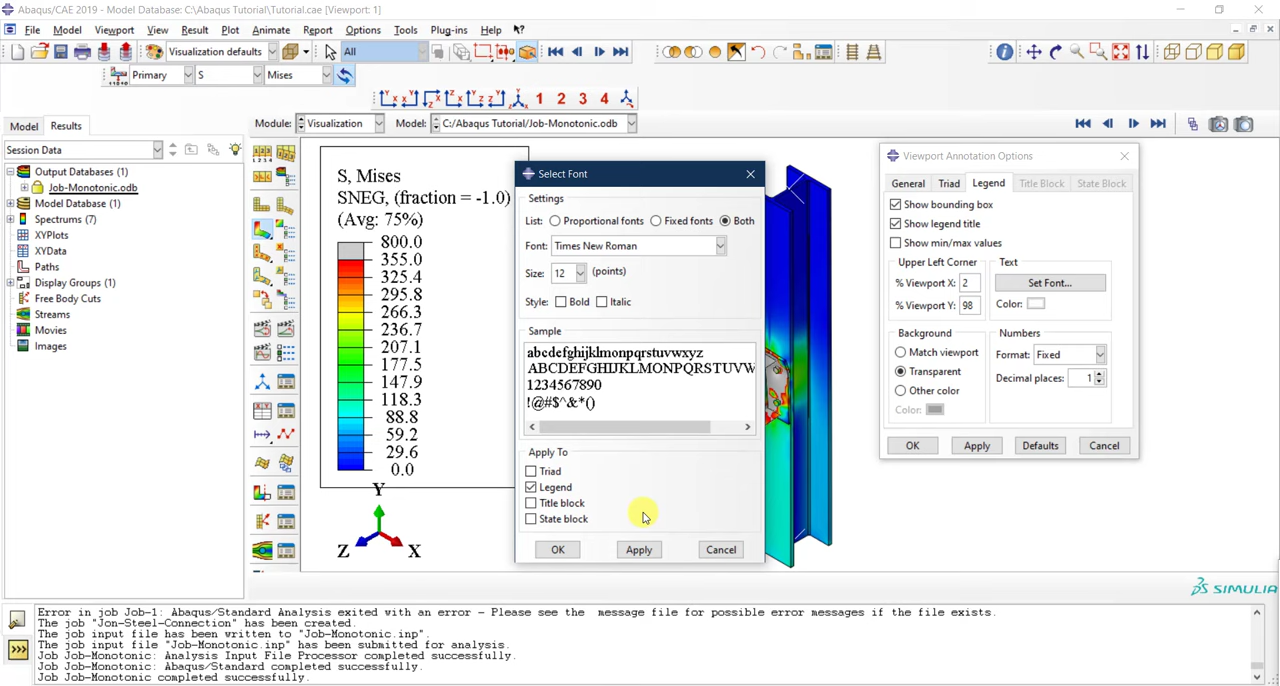 Abaqus/CAE 2019 - Model Database: C:\Abaqus Tutorial\Tutorial.cae [Viewport: 1]
File Model Viewport View Result Plot Animate Report Options Tools Plug-ins Help
Visualization defaults All
Primary S Mises
1 2 3 4
Model Results Module: Visualization Model: C:/Abaqus Tutorial/Job-Monotonic.odb
Session Data
Output Databases (1)
Job-Monotonic.odb
Model Database (1)
Spectrums (7)
XYPlots
XYData
Paths
Display Groups (1)
Free Body Cuts
Streams
Movies
Images
S, Mises
SNEG, (fraction = -1.0)
(Avg: 75%)
800.0
355.0
325.4
295.8
266.3
236.7
207.1
177.5
147.9
118.3
88.8
59.2
29.6
0.0
Y
Z X
Select Font
Settings
List: Proportional fonts Fixed fonts Both
Font: Times New Roman
Size: 12 (points)
Style: Bold Italic
Sample
abcdefghijklmnopqrstuvwxyz
ABCDEFGHIJKLMNOPQRSTUVW
1234567890
!@#$^&*()
Apply To
Triad
Legend
Title block
State block
OK Apply Cancel
Viewport Annotation Options
General Triad Legend Title Block State Block
Show bounding box
Show legend title
Show min/max values
Upper Left Corner
% Viewport X: 2
% Viewport Y: 98
Text
Set Font...
Color:
Background
Match viewport
Transparent
Other color
Color:
Numbers
Format: Fixed
Decimal places: 1
OK Apply Defaults Cancel
SIMULIA
Error in job Job-1: Abaqus/Standard Analysis exited with an error - Please see the message file for possible error messages if the file exists.
The job "Jon-Steel-Connection" has been created.
The job input file has been written to "Job-Monotonic.inp".
The job input file "Job-Monotonic.inp" has been submitted for analysis.
Job Job-Monotonic: Analysis Input File Processor completed successfully.
Job Job-Monotonic: Abaqus/Standard completed successfully.
Job Job-Monotonic completed successfully.